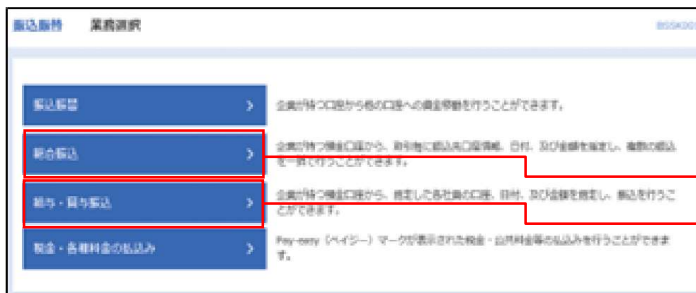 振込振替 業務選択
BSSK001
振込振替
企業が持つ口座から他の口座への資金移動を行うことができます。
総合振込
企業が持つ預金口座から、取引毎に振込先口座情報、日付、及び金額を指定し、複数の振込
を一括で行うことができます。
給与・賞与振込
企業が持つ預金口座から、指定した各社員の口座、日付、及び金額を指定し、振込を行うこ
とができます。
税金・各種料金の払込み
Pay-easy（ペイジー）マークが表示された税金・公共料金等の払込みを行うことができま
す。